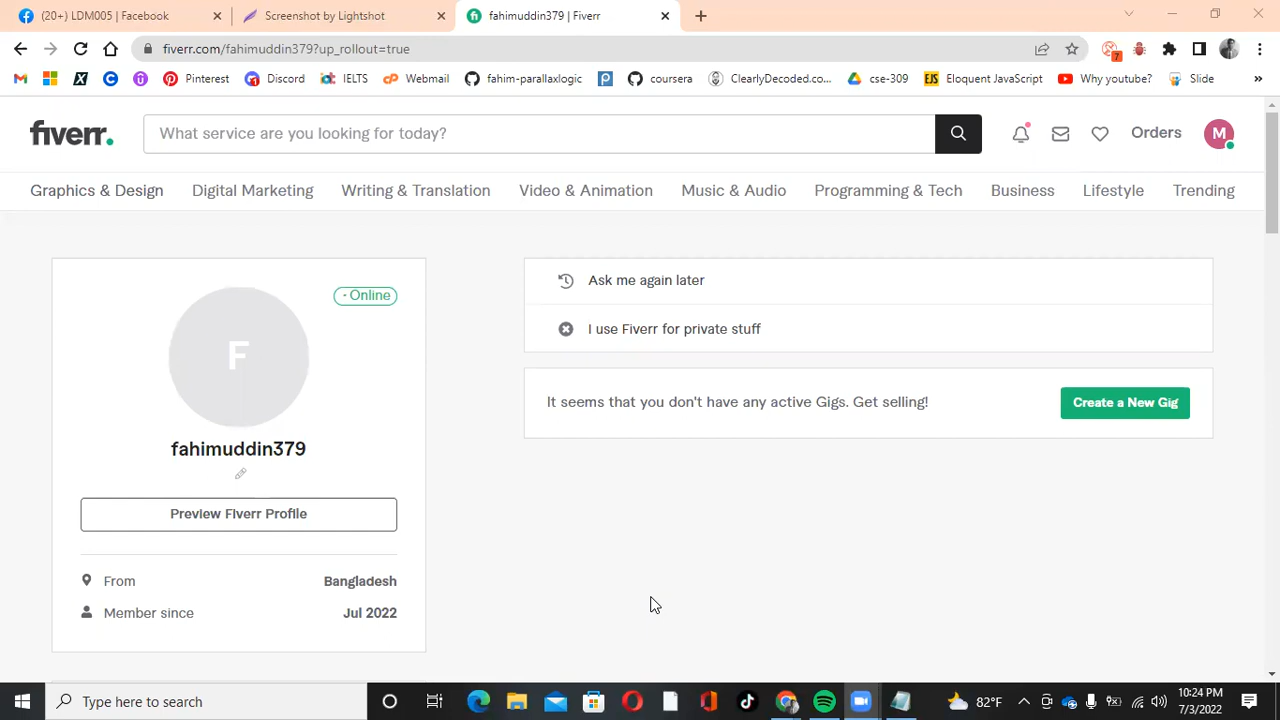 (20+) LDM005 | Facebook
Screenshot by Lightshot
fahimuddin379 | Fiverr
fiverr.com/fahimuddin379?up_rollout=true
7
Pinterest
Discord
IELTS
Webmail
fahim-parallaxlogic
coursera
ClearlyDecoded.co...
cse-309
EJS
Eloquent JavaScript
Why youtube?
Slide
»
fiverr.
What service are you looking for today?
Orders
M
Graphics & Design
Digital Marketing
Writing & Translation
Video & Animation
Music & Audio
Programming & Tech
Business
Lifestyle
Trending
· Online
F
fahimuddin379
Preview Fiverr Profile
From Bangladesh
Member since Jul 2022
Ask me again later
I use Fiverr for private stuff
It seems that you don't have any active Gigs. Get selling!
Create a New Gig
Type here to search
82°F
10:24 PM
7/3/2022